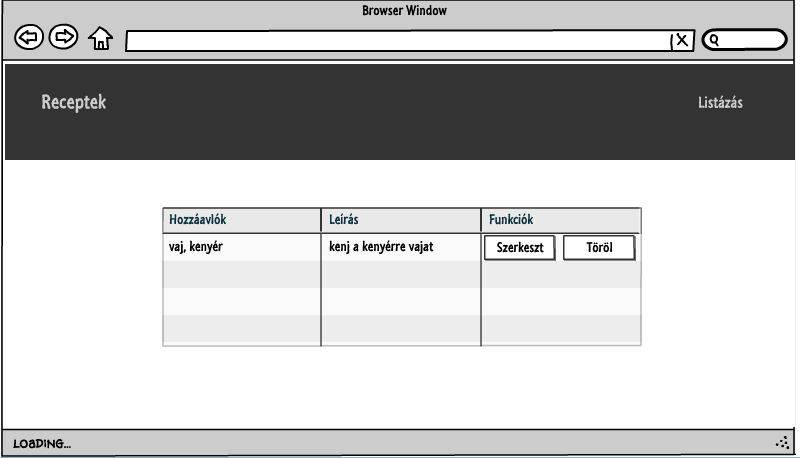 Browser Window
Receptek
Listázás
Hozzáavlók Leírás Funkciók
vaj, kenyér kenj a kenyérre vajat Szerkeszt Töröl
LOADING...